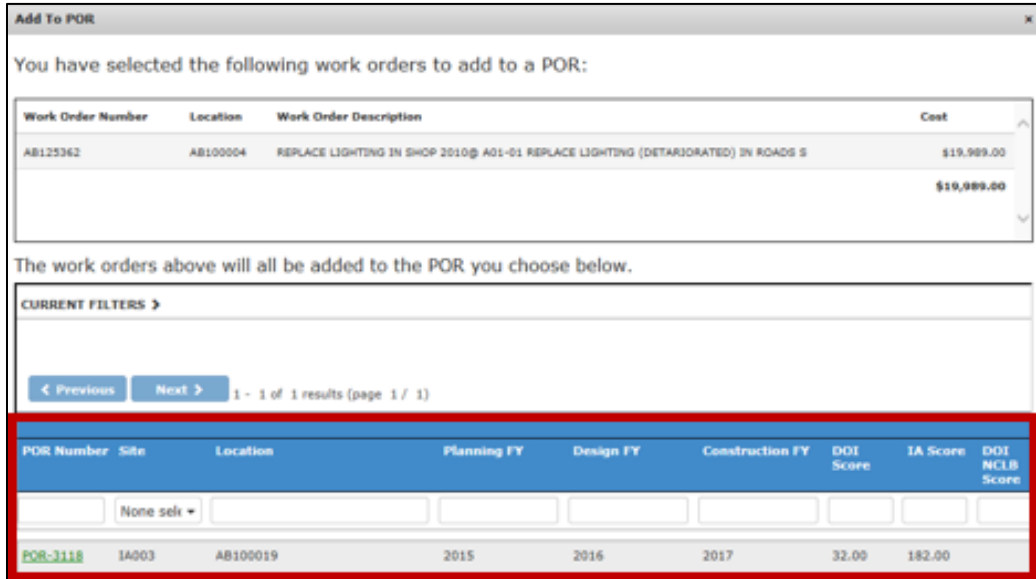 Add To POR x
You have selected the following work orders to add to a POR:
Work Order Number Location Work Order Description Cost
AB125362 AB100004 REPLACE LIGHTING IN SHOP 2010@ A01-01 REPLACE LIGHTING (DETARIORATED) IN ROADS S $19,989.00
$19,989.00
The work orders above will all be added to the POR you choose below.
CURRENT FILTERS >
< Previous Next > 1 - 1 of 1 results (page 1 / 1)
POR Number Site Location Planning FY Design FY Construction FY DOI Score IA Score DOI NCLB Score
None sele
POR-3118 IA003 AB100019 2015 2016 2017 32.00 182.00